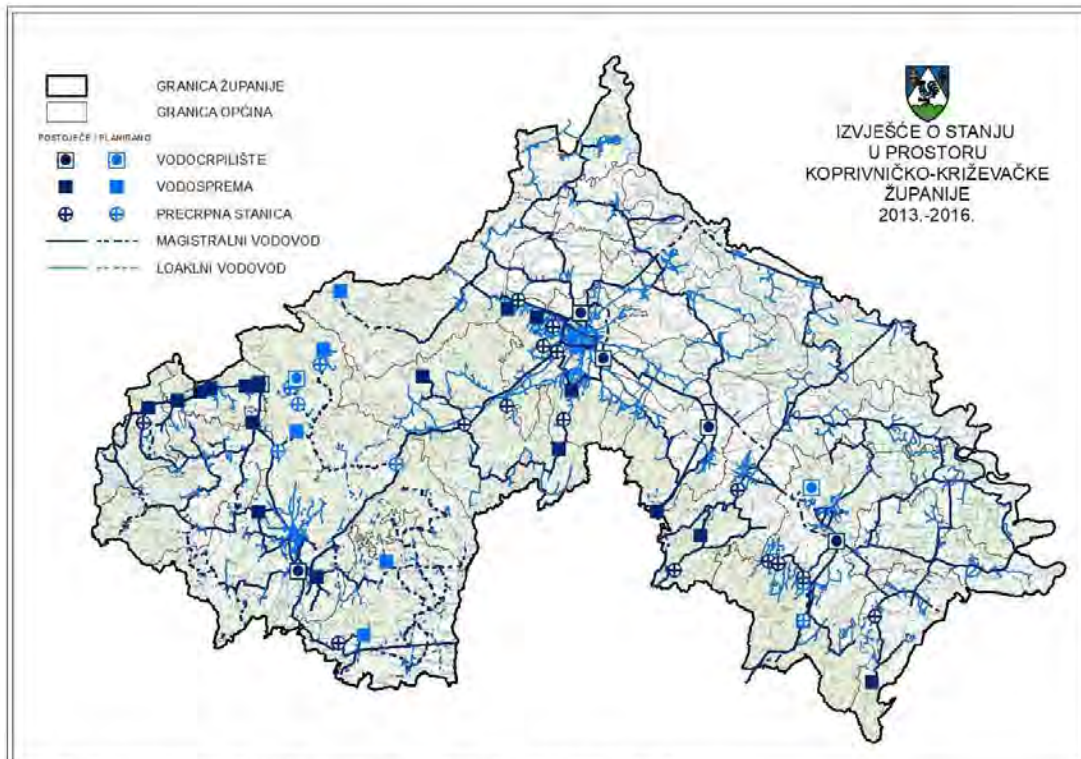 GRANICA ŽUPANIJE
GRANICA OPĆINA
POSTOJEĆE / PLANIRANO
VODOCRPILIŠTE
VODOSPREMA
PRECRPNA STANICA
MAGISTRALNI VODOVOD
LOAKLNI VODOVOD
IZVJEŠĆE O STANJU
U PROSTORU
KOPRIVNIČKO-KRIŽEVAČKE
ŽUPANIJE
2013.-2016.